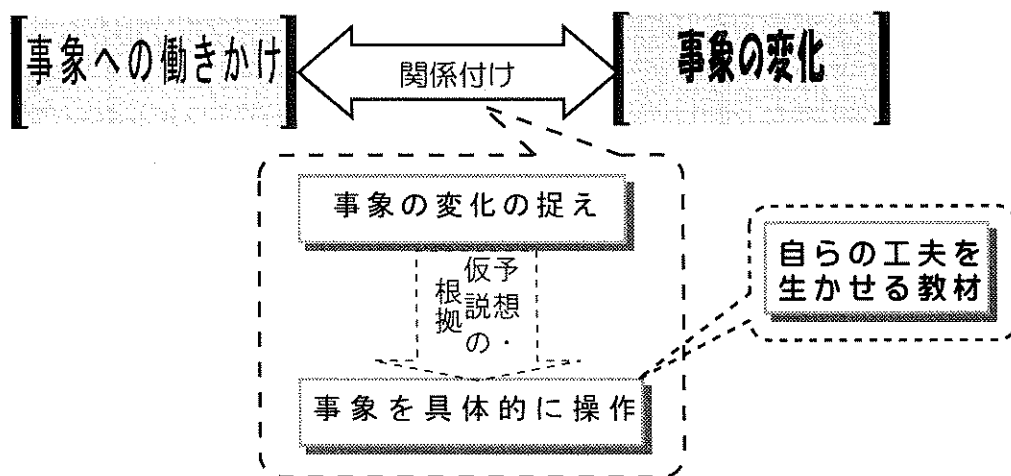 事象への働きかけ
関係付け
事象の変化
事象の変化の捉え
予想・
仮説の
根拠
自らの工夫を
生かせる教材
事象を具体的に操作